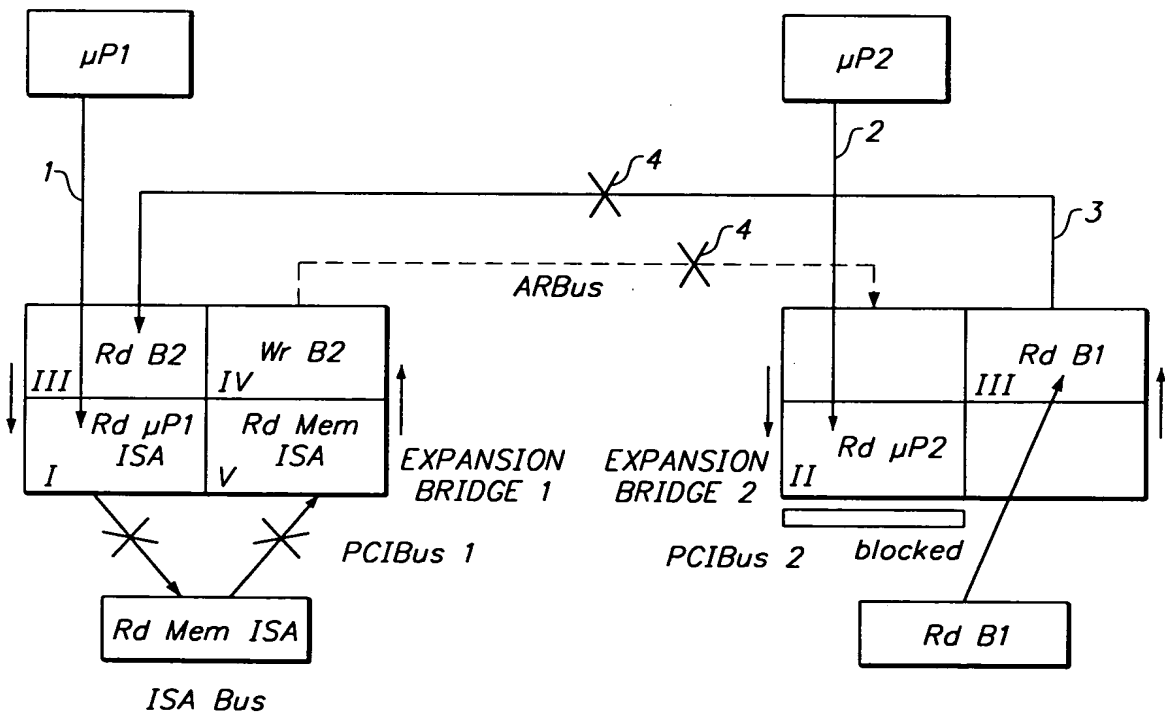 μP1
μP2
1
2
4
3
4
ARBus
Rd B2
III
Wr B2
IV
Rd B1
III
Rd μP1
ISA
I
Rd Mem
ISA
V
EXPANSION
BRIDGE 1
EXPANSION
BRIDGE 2
Rd μP2
II
PCIBus 1
PCIBus 2
blocked
Rd Mem ISA
Rd B1
ISA Bus